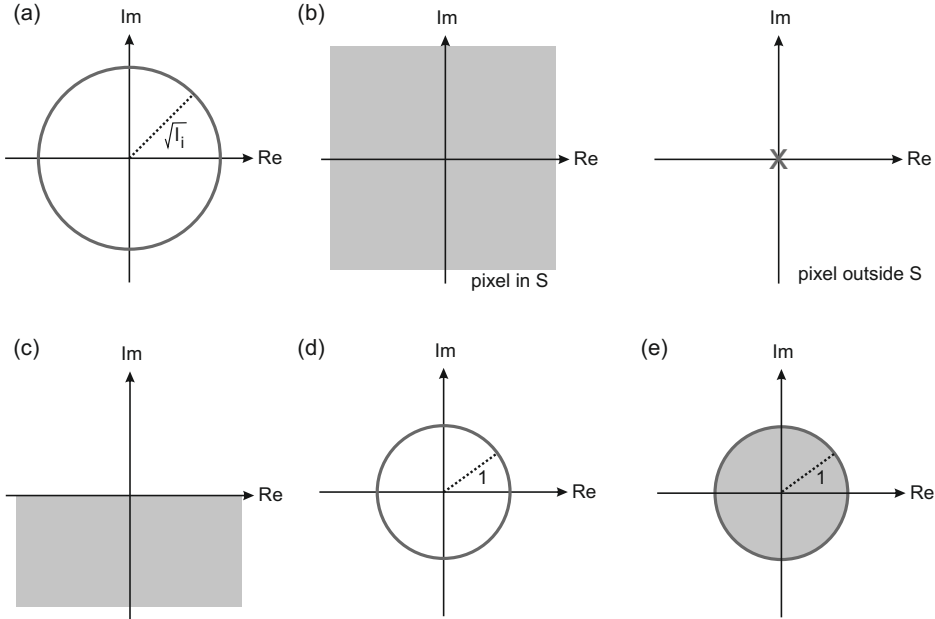 (a)
Im
√I_i
Re
(b)
Im
Re
pixel in S
Im
Re
pixel outside S
(c)
Im
Re
(d)
Im
1
Re
(e)
Im
1
Re